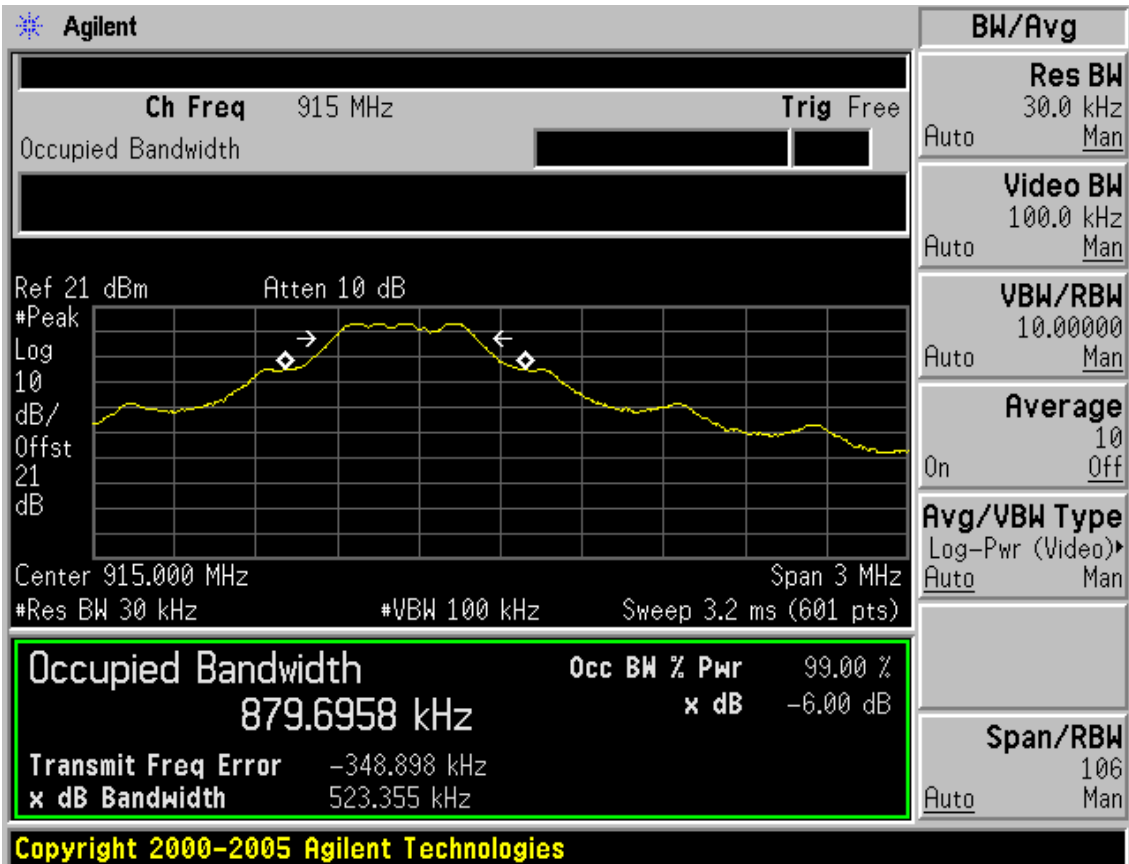 Agilent
Ch Freq 915 MHz Trig Free
Occupied Bandwidth
Ref 21 dBm Atten 10 dB
#Peak
Log
10
dB/
Offst
21
dB
Center 915.000 MHz Span 3 MHz
#Res BW 30 kHz #VBW 100 kHz Sweep 3.2 ms (601 pts)
Occupied Bandwidth Occ BW % Pwr 99.00 %
879.6958 kHz x dB -6.00 dB
Transmit Freq Error -348.898 kHz
x dB Bandwidth 523.355 kHz
BW/Avg
Res BW
30.0 kHz
Auto Man
Video BW
100.0 kHz
Auto Man
VBW/RBW
10.00000
Auto Man
Average
10
On Off
Avg/VBW Type
Log-Pwr (Video)
Auto Man
Span/RBW
106
Auto Man
Copyright 2000-2005 Agilent Technologies